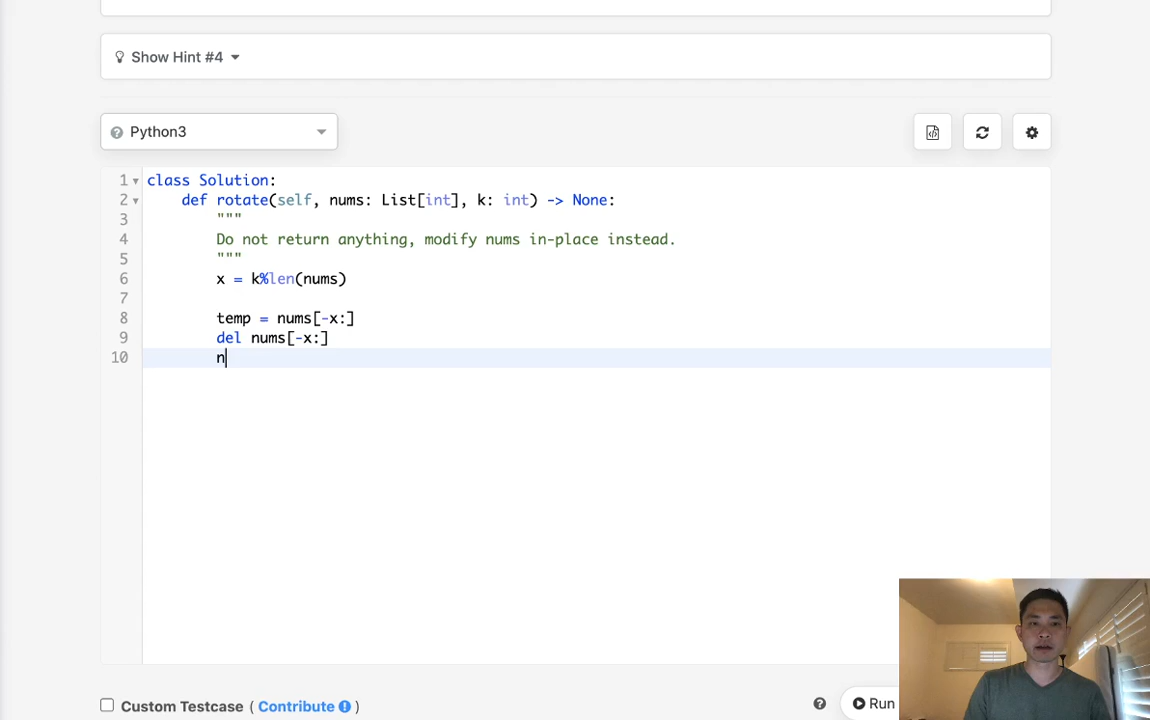 Show Hint #4
Python3
1 class Solution:
2 def rotate(self, nums: List[int], k: int) -> None:
3 """
4 Do not return anything, modify nums in-place instead.
5 """
6 x = k%len(nums)
7
8 temp = nums[-x:]
9 del nums[-x:]
10 n
Custom Testcase ( Contribute )
Run